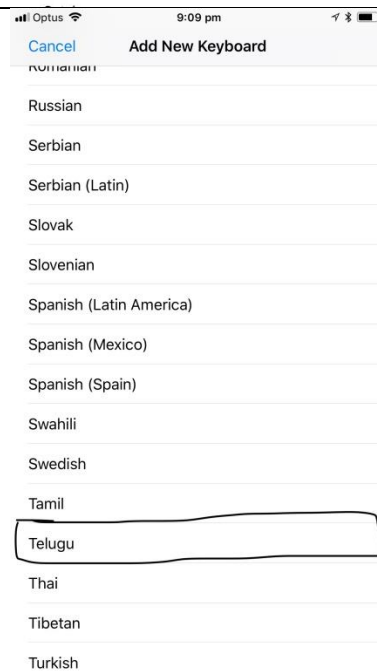 Optus 9:09 pm
Cancel Add New Keyboard
Romanian
Russian
Serbian
Serbian (Latin)
Slovak
Slovenian
Spanish (Latin America)
Spanish (Mexico)
Spanish (Spain)
Swahili
Swedish
Tamil
Telugu
Thai
Tibetan
Turkish